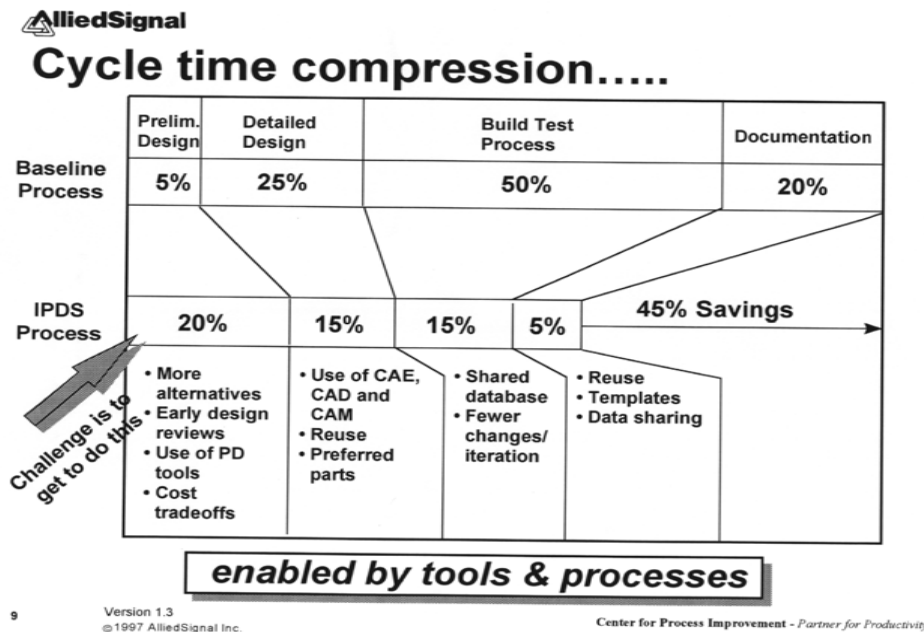 AlliedSignal
Cycle time compression.....
Prelim. Design
Detailed Design
Build Test Process
Documentation
Baseline Process
5%
25%
50%
20%
IPDS Process
20%
15%
15%
5%
45% Savings
Challenge is to
get to do this
• More
alternatives
• Early design
reviews
• Use of PD
tools
• Cost
tradeoffs
• Use of CAE,
CAD and
CAM
• Reuse
• Preferred
parts
• Shared
database
• Fewer
changes/
iteration
• Reuse
• Templates
• Data sharing
enabled by tools & processes
9
Version 1.3
©1997 AlliedSignal Inc.
Center for Process Improvement - Partner for Productivity